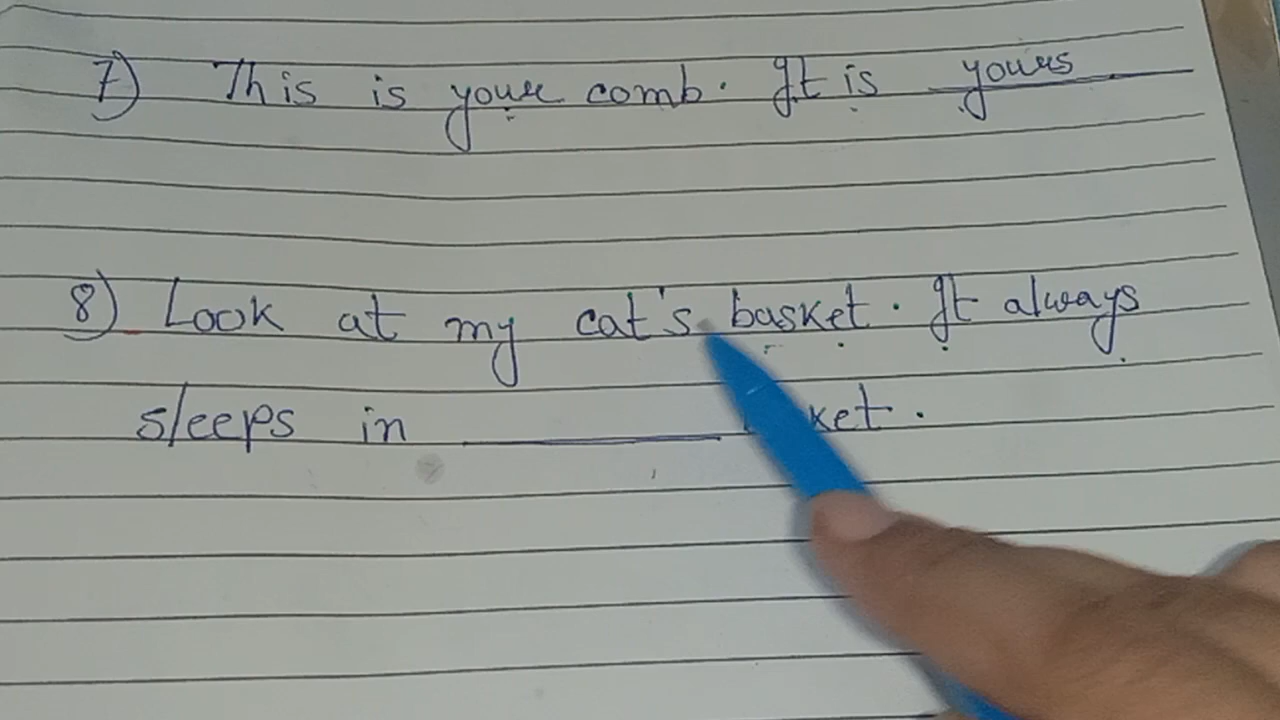 7) This is your comb. It is yours
8) Look at my cat's basket. It always
sleeps in ________ ket.